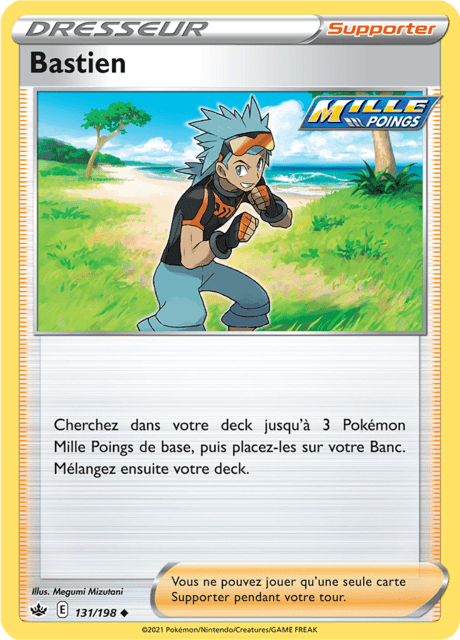 DRESSEUR
Supporter
Bastien
MILLE
POINGS
Cherchez dans votre deck jusqu'à 3 Pokémon
Mille Poings de base, puis placez-les sur votre Banc.
Mélangez ensuite votre deck.
Illus. Megumi Mizutani
Vous ne pouvez jouer qu'une seule carte
Supporter pendant votre tour.
E 131/198
©2021 Pokémon/Nintendo/Creatures/GAME FREAK